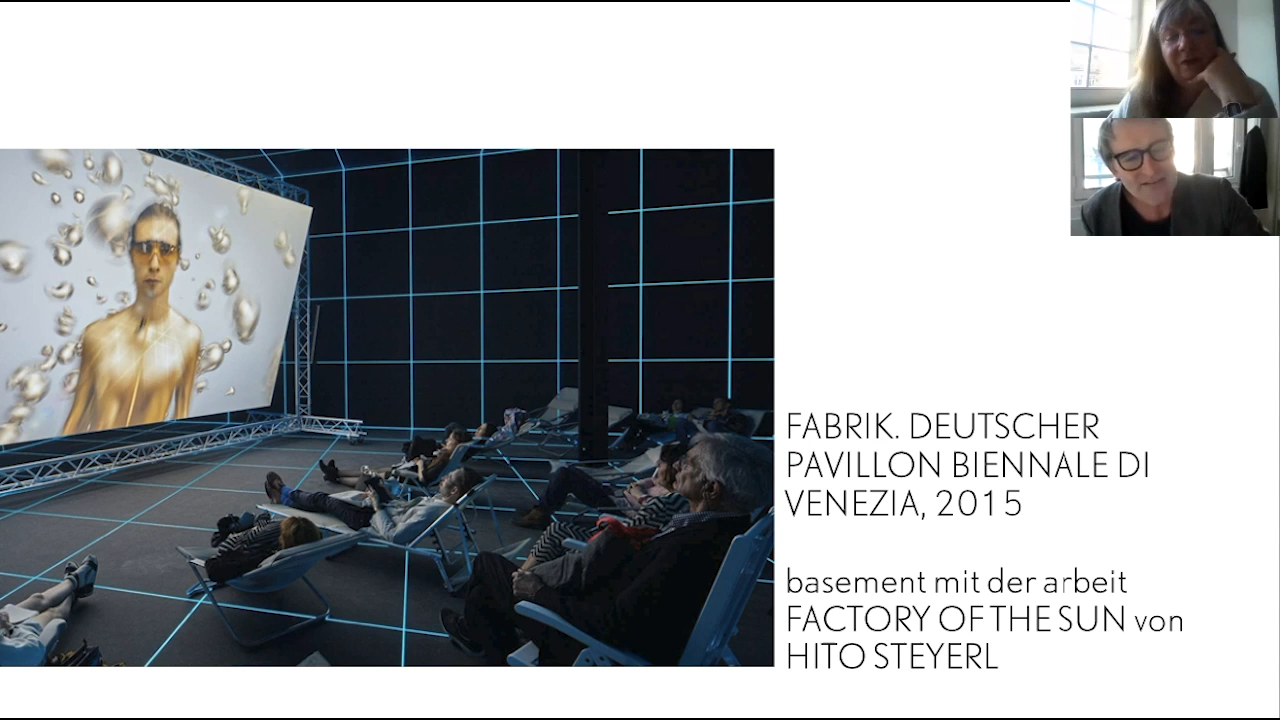 FABRIK. DEUTSCHER
PAVILLON BIENNALE DI
VENEZIA, 2015
basement mit der arbeit
FACTORY OF THE SUN von
HITO STEYERL